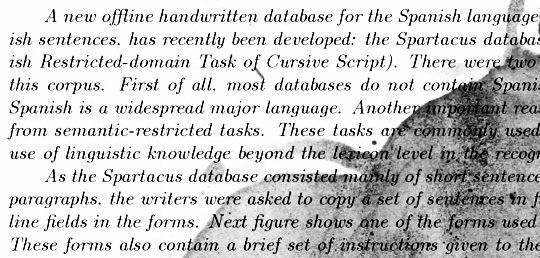 A new offline handwritten database for the Spanish language
ish sentences, has recently been developed: the Spartacus databas
ish Restricted-domain Task of Cursive Script). There were two
this corpus. First of all, most databases do not contain Spani
Spanish is a widespread major language. Another important rea
from semantic-restricted tasks. These tasks are commonly used
use of linguistic knowledge beyond the lexicon level in the recogn
As the Spartacus database consisted mainly of short sentence
paragraphs, the writers were asked to copy a set of sentences in f
line fields in the forms. Next figure shows one of the forms used
These forms also contain a brief set of instructions given to the